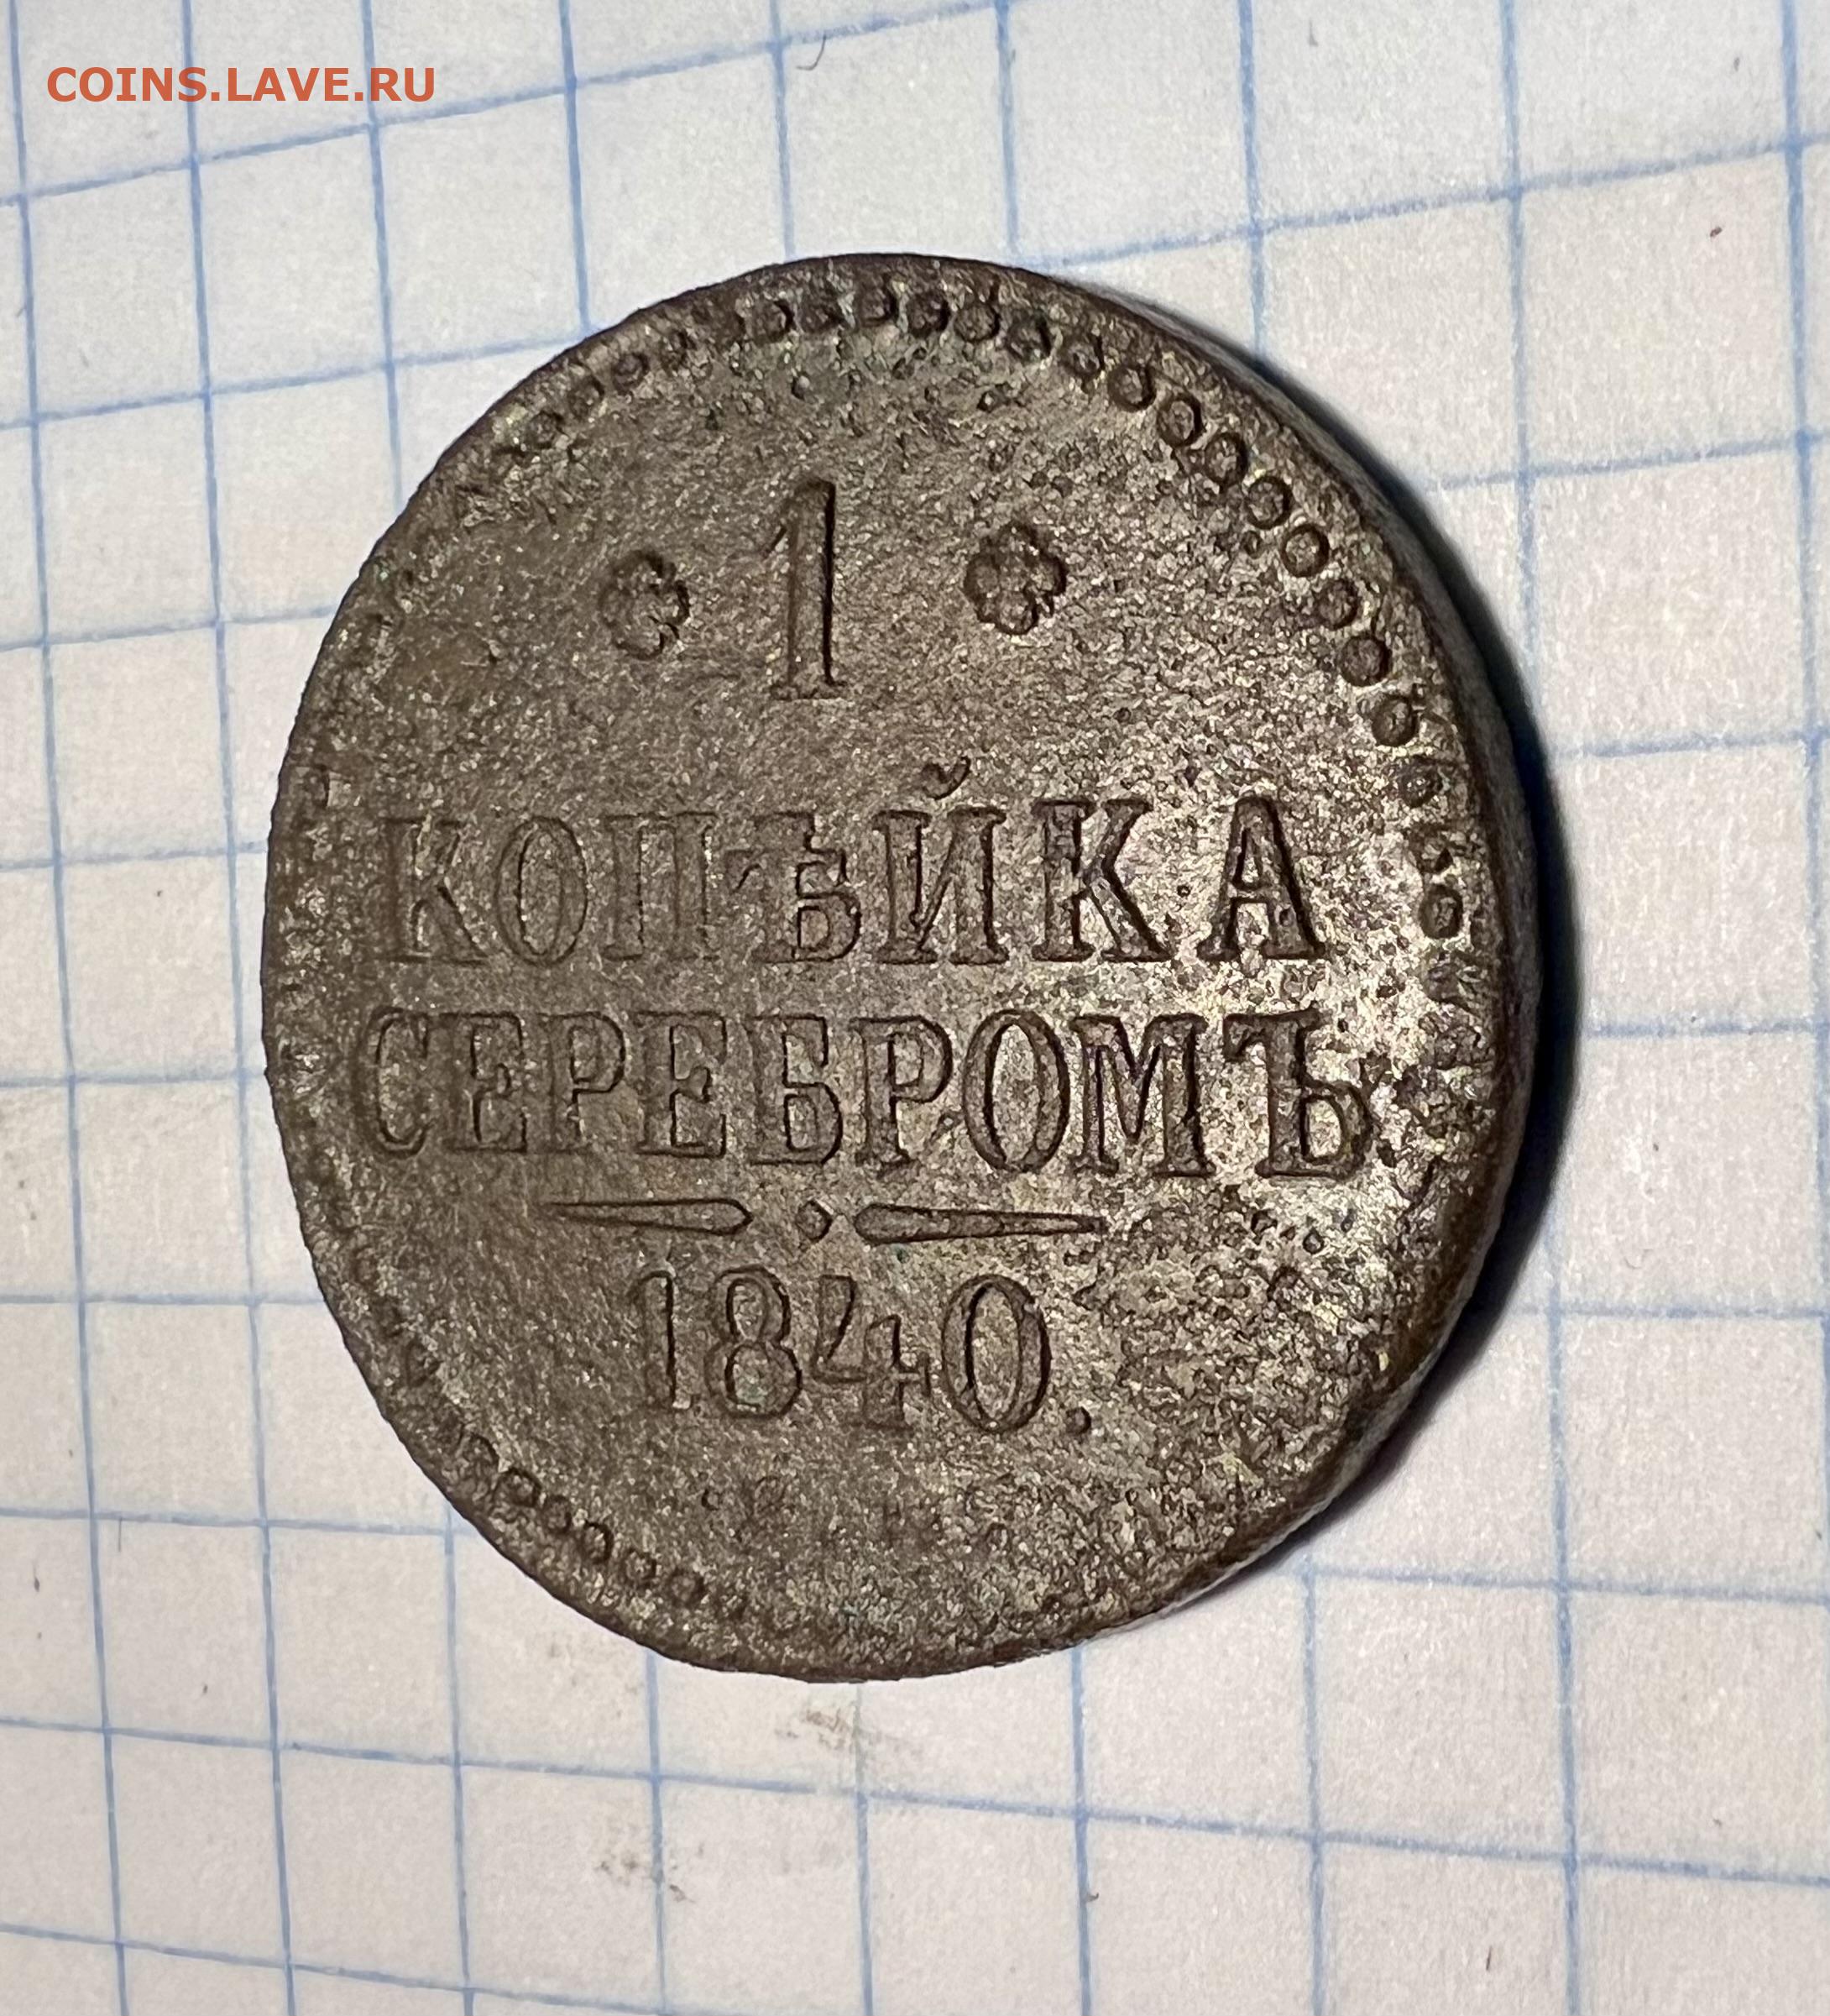 COINS.LAVE.RU
1
КОПѢЙКА
СЕРЕБРОМЪ
1840.